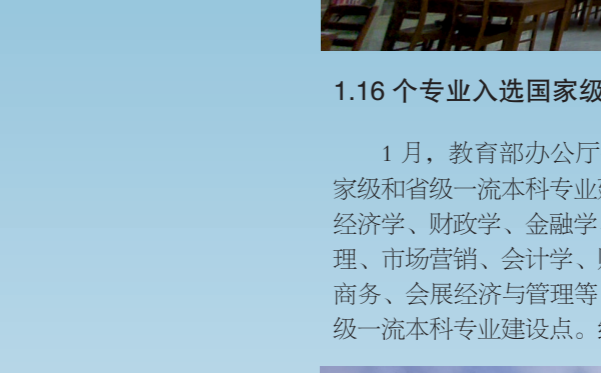 1.16 个专业入选国家级
1 月，教育部办公厅
家级和省级一流本科专业建
经济学、财政学、金融学
理、市场营销、会计学、财
商务、会展经济与管理等
级一流本科专业建设点。